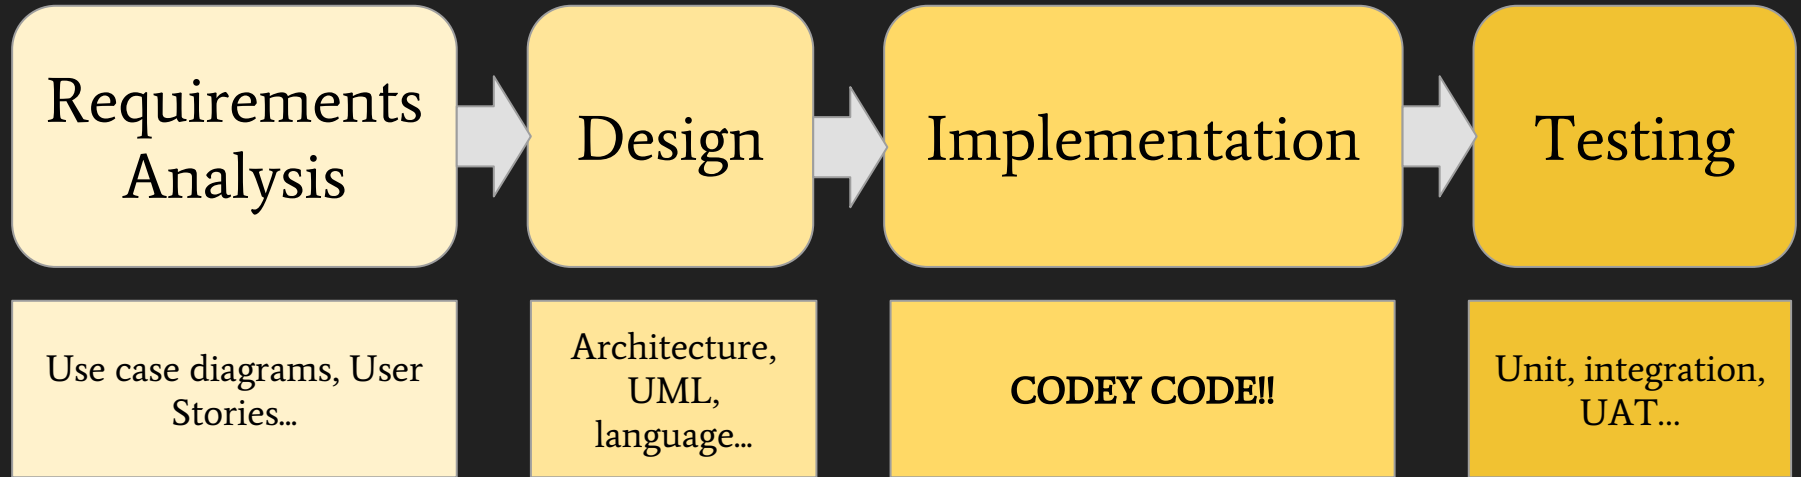 Requirements
Analysis
Design
Implementation
Testing
Use case diagrams, User
Stories...
Architecture,
UML,
language...
CODEY CODE!!
Unit, integration,
UAT...